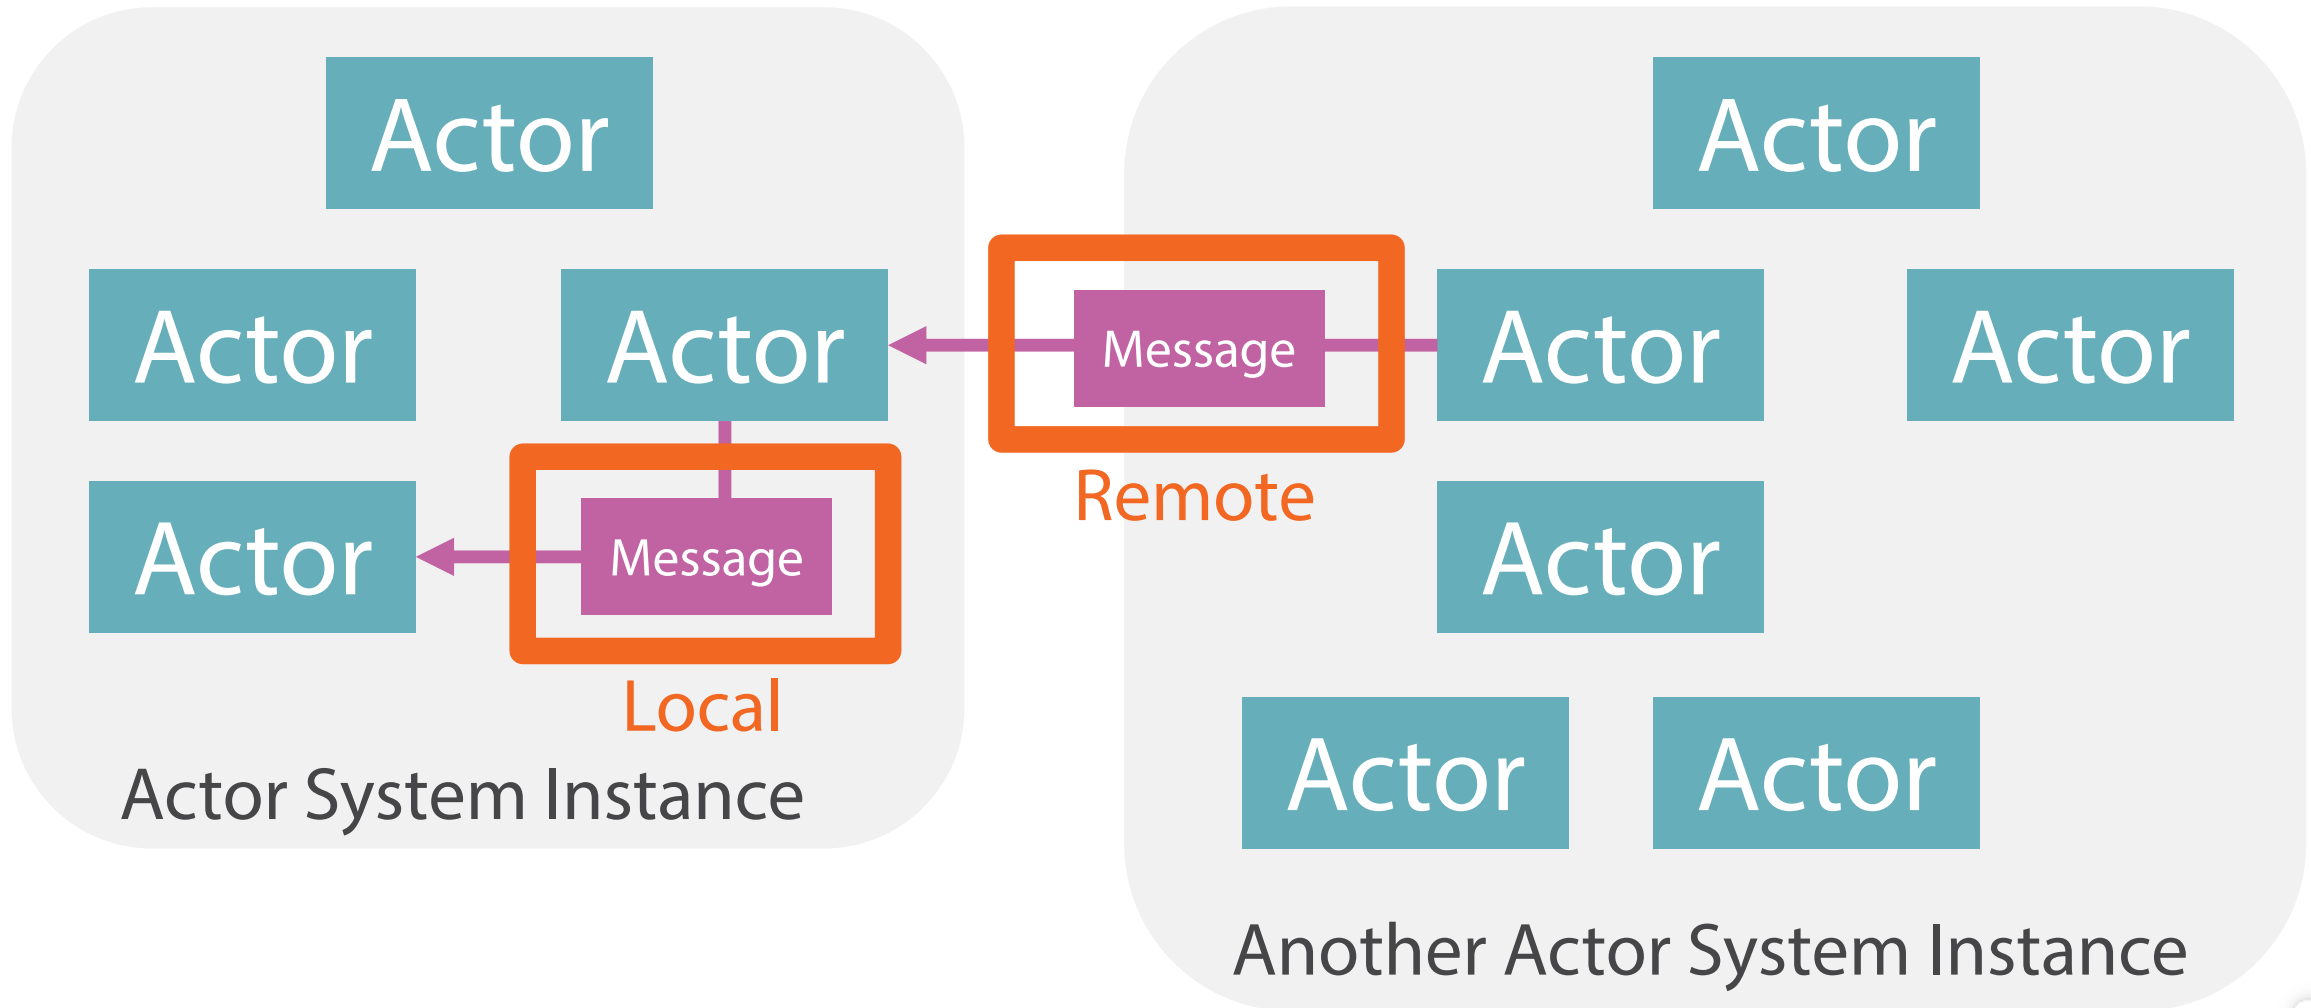 Actor
Actor
Actor
Message
Actor
Message
Local
Actor System Instance
Remote
Actor
Actor
Actor
Actor
Actor
Actor
Another Actor System Instance